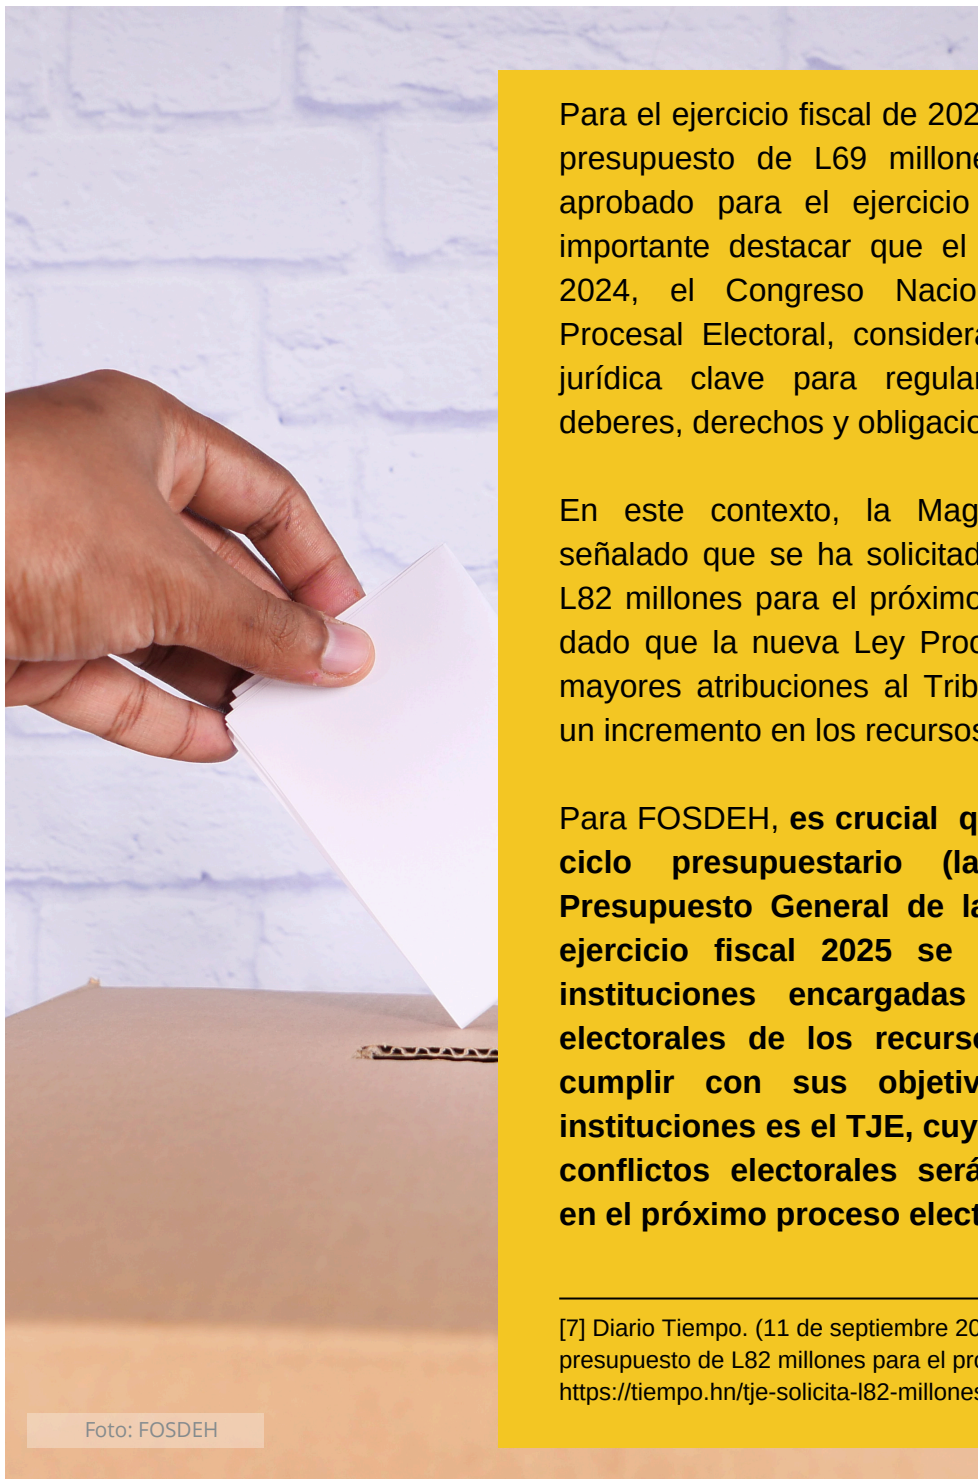 Para el ejercicio fiscal de 202
presupuesto de L69 millone
aprobado para el ejercicio
importante destacar que el
2024, el Congreso Nacio
Procesal Electoral, consider
jurídica clave para regular
deberes, derechos y obligacio
En este contexto, la Mag
señalado que se ha solicitad
L82 millones para el próximo
dado que la nueva Ley Proc
mayores atribuciones al Trib
un incremento en los recursos
Para FOSDEH, es crucial q
ciclo presupuestario (la
Presupuesto General de la
ejercicio fiscal 2025 se
instituciones encargadas
electorales de los recurso
cumplir con sus objetiv
instituciones es el TJE, cuy
conflictos electorales será
en el próximo proceso elect
[7] Diario Tiempo. (11 de septiembre 20
presupuesto de L82 millones para el pro
https://tiempo.hn/tje-solicita-l82-millones
Foto: FOSDEH